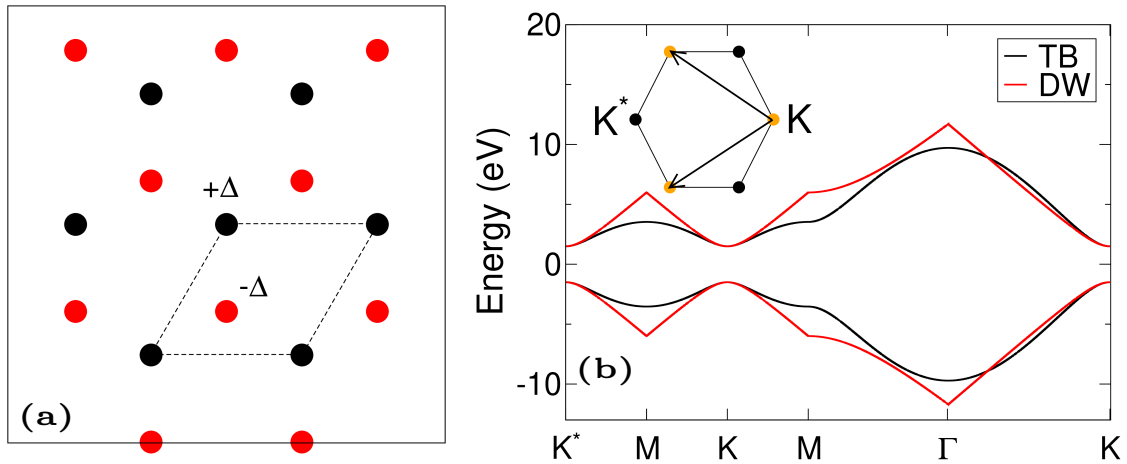 +Δ
-Δ
(a)
20
10
0
-10
Energy (eV)
K*
K
TB
DW
(b)
K* M K M Γ K